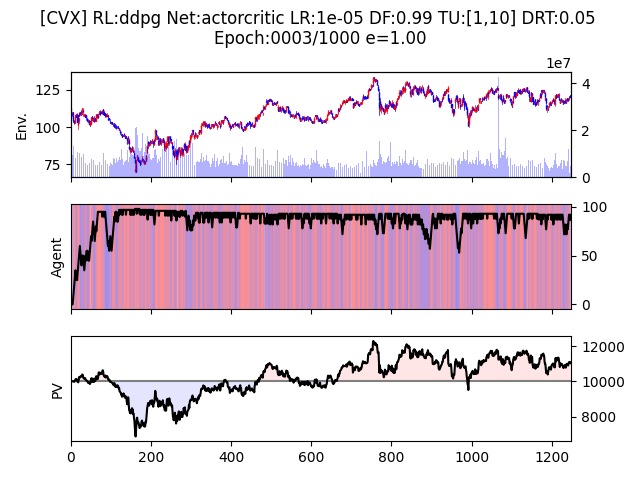 [CVX] RL:ddpg Net:actorcritic LR:1e-05 DF:0.99 TU:[1,10] DRT:0.05
Epoch:0003/1000 e=1.00
1e7
125
100
75
Env.
4
2
0
Agent
100
50
0
PV
12000
10000
8000
0 200 400 600 800 1000 1200